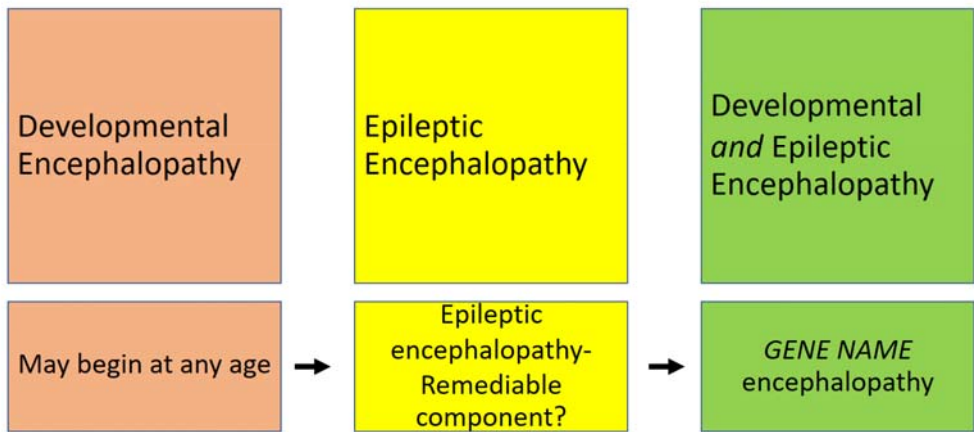 Developmental
Encephalopathy
Epileptic
Encephalopathy
Developmental
and Epileptic
Encephalopathy
May begin at any age
Epileptic
encephalopathy-
Remediable
component?
GENE NAME
encephalopathy